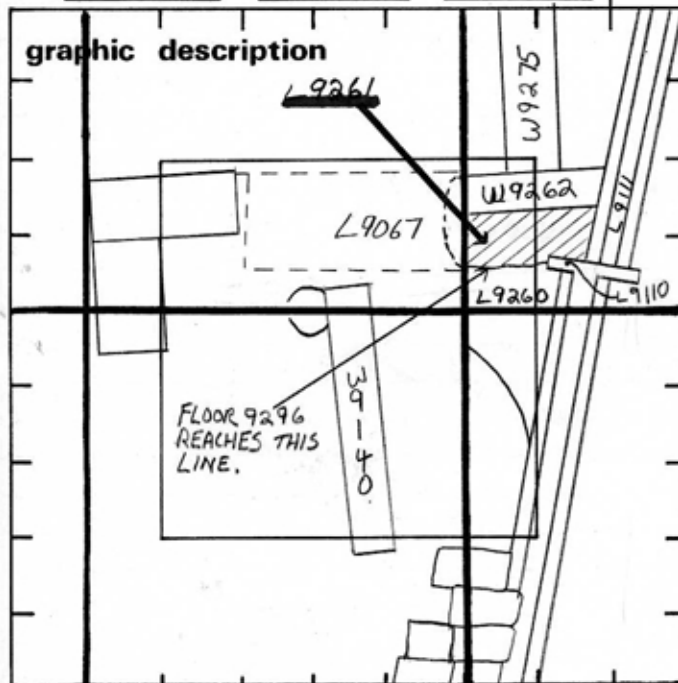 graphic description
L9261
W9275
W9262
L9111
L9067
L9260
L9110
FLOOR 9296
REACHES THIS
LINE.
W9140